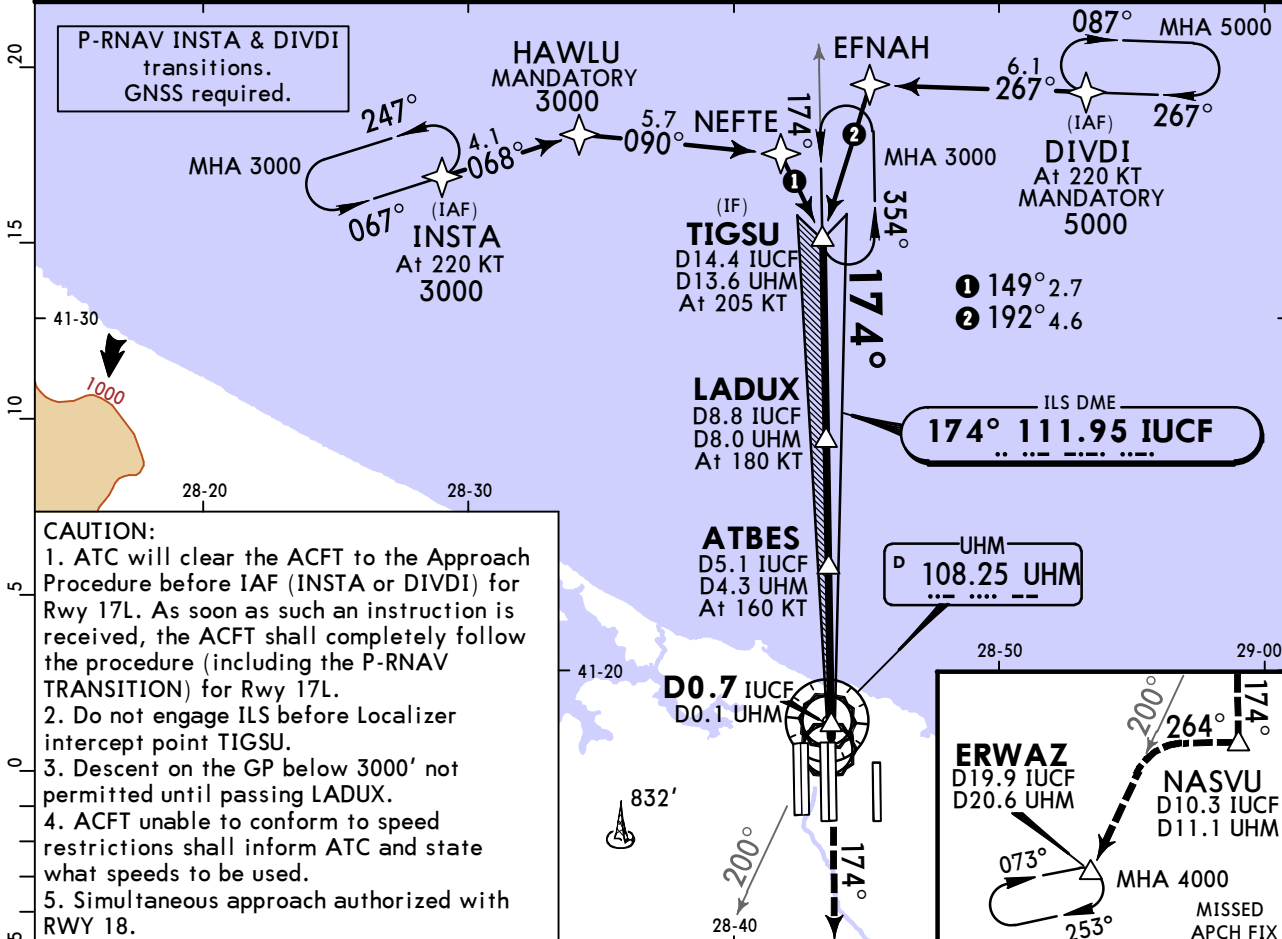 P-RNAV INSTA & DIVDI
transitions.
GNSS required.
HAWLU
MANDATORY
3000
EFNAH
087°
MHA 5000
6.1
267°
267°
(IAF)
DIVDI
At 220 KT
MANDATORY
5000
247°
MHA 3000
067°
4.1
068°
(IAF)
INSTA
At 220 KT
3000
5.7
090°
NEFTE
174°
MHA 3000
354°
1
2
(IF)
TIGSU
D14.4 IUCF
D13.6 UHM
At 205 KT
174°
1 149° 2.7
2 192° 4.6
20
15
10
5
0
5
41-30
1000
28-20
28-30
LADUX
D8.8 IUCF
D8.0 UHM
At 180 KT
ILS DME
174° 111.95 IUCF
ATBES
D5.1 IUCF
D4.3 UHM
At 160 KT
UHM
D 108.25 UHM
CAUTION:
1. ATC will clear the ACFT to the Approach
Procedure before IAF (INSTA or DIVDI) for
Rwy 17L. As soon as such an instruction is
received, the ACFT shall completely follow
the procedure (including the P-RNAV
TRANSITION) for Rwy 17L.
2. Do not engage ILS before Localizer
intercept point TIGSU.
3. Descent on the GP below 3000' not
permitted until passing LADUX.
4. ACFT unable to conform to speed
restrictions shall inform ATC and state
what speeds to be used.
5. Simultaneous approach authorized with
RWY 18.
41-20
D0.7 IUCF
D0.1 UHM
832'
200°
174°
28-40
28-50
29-00
200°
264°
174°
ERWAZ
D19.9 IUCF
D20.6 UHM
NASVU
D10.3 IUCF
D11.1 UHM
073°
MHA 4000
253°
MISSED
APCH FIX